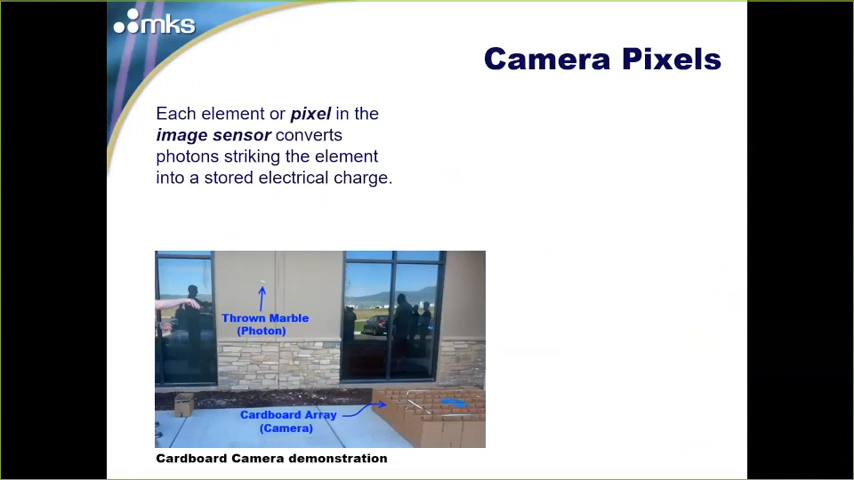 mks
Camera Pixels
Each element or pixel in the
image sensor converts
photons striking the element
into a stored electrical charge.
Thrown Marble
(Photon)
Cardboard Array
(Camera)
Cardboard Camera demonstration